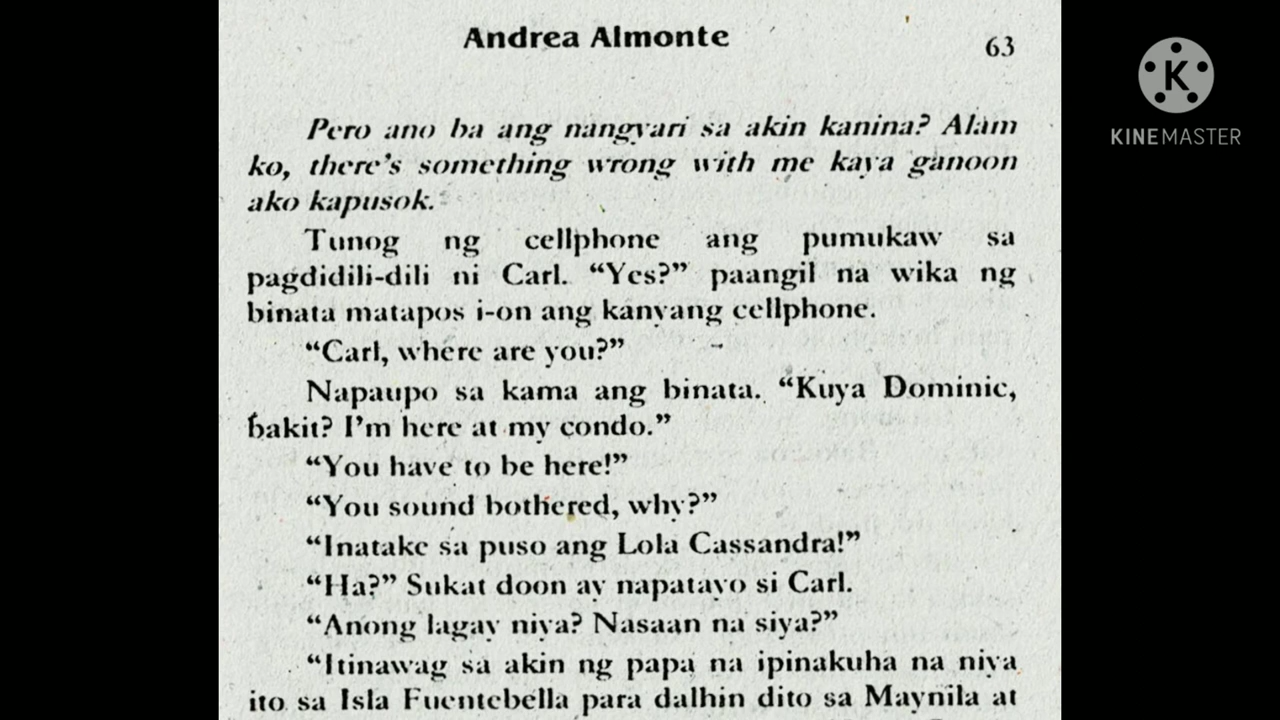 Andrea Almonte
63
K
KINEMASTER
Pero ano ba ang nangyari sa akin kanina? Alam
ko, there's something wrong with me kaya ganoon
ako kapusok.
Tunog ng cellphone ang pumukaw sa
pagdidili-dili ni Carl. “Yes?” paangil na wika ng
binata matapos i-on ang kanyang cellphone.
“Carl, where are you?”
Napaupo sa kama ang binata. “Kuya Dominic,
bakit? I'm here at my condo.”
“You have to be here!”
“You sound bothered, why?”
“Inatake sa puso ang Lola Cassandra!”
“Ha?” Sukat doon ay napatayo si Carl.
“Anong lagay niya? Nasaan na siya?”
“Itinawag sa akin ng papa na ipinakuha na niya
ito sa Isla Fuentebella para dalhin dito sa Maynila at